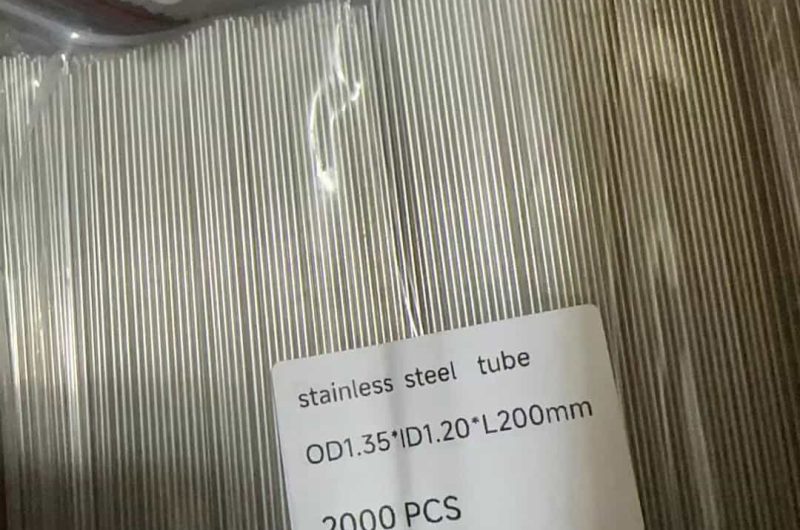 stainless steel tube
OD1.35*ID1.20*L200mm
2000 PCS